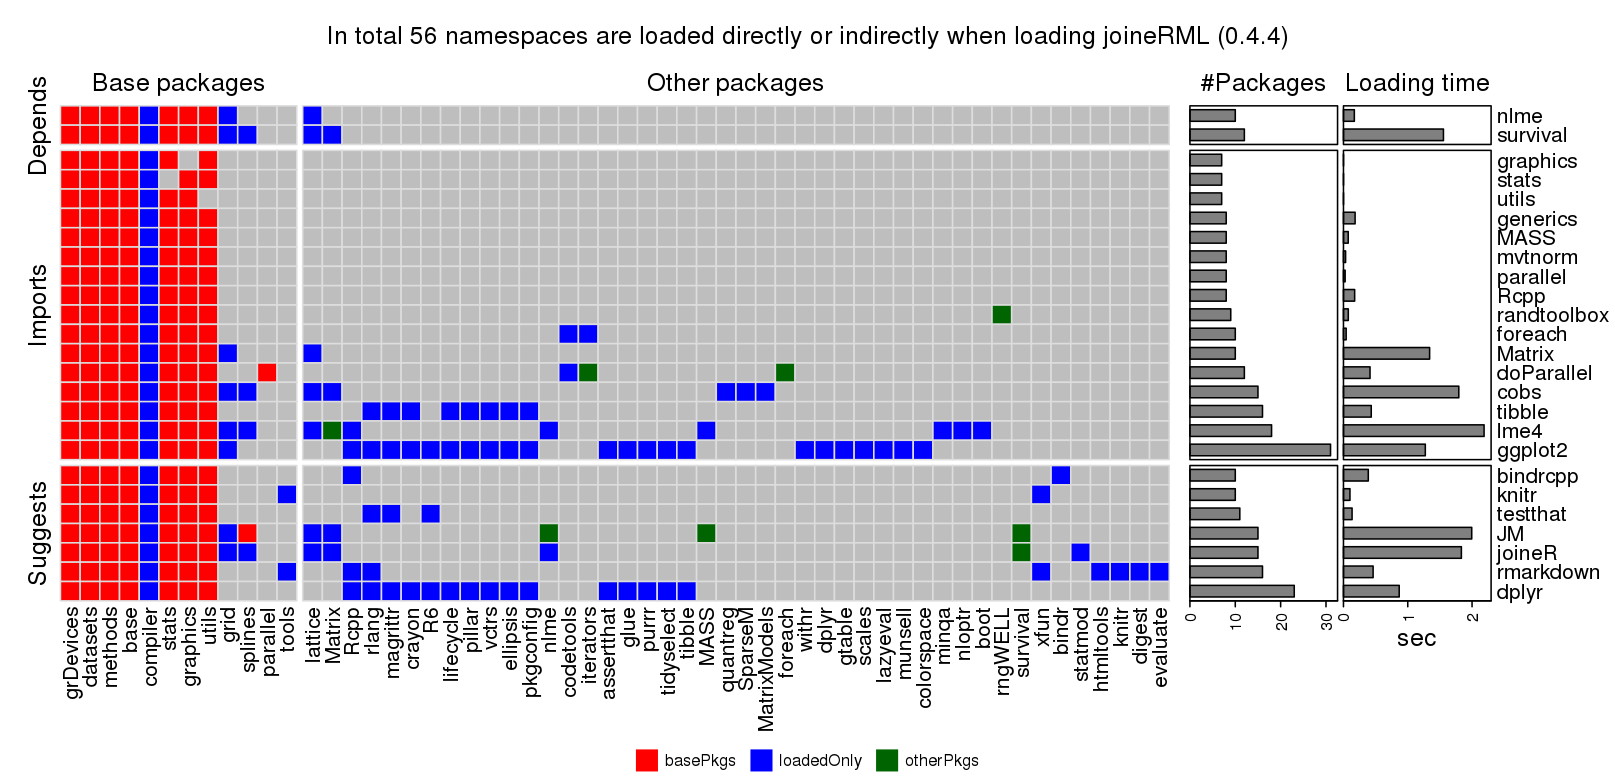 In total 56 namespaces are loaded directly or indirectly when loading joineRML (0.4.4)
Base packages
Other packages
#Packages
Loading time
Depends
Imports
Suggests
nlme
survival
graphics
stats
utils
generics
MASS
mvtnorm
parallel
Rcpp
randtoolbox
foreach
Matrix
doParallel
cobs
tibble
lme4
ggplot2
bindrcpp
knitr
testthat
JM
joineR
rmarkdown
dplyr
grDevices
datasets
methods
base
compiler
stats
graphics
utils
grid
splines
parallel
tools
lattice
Matrix
Rcpp
rlang
magrittr
crayon
R6
lifecycle
pillar
vctrs
ellipsis
pkgconfig
nlme
codetools
iterators
assertthat
glue
purrr
tidyselect
tibble
MASS
quantreg
SparseM
MatrixModels
foreach
withr
dplyr
gtable
scales
lazyeval
munsell
colorspace
minqa
nloptr
boot
rngWELL
survival
xfun
bindr
statmod
htmltools
knitr
digest
evaluate
0 10 20 30
0 1 2
sec
basePkgs loadedOnly otherPkgs